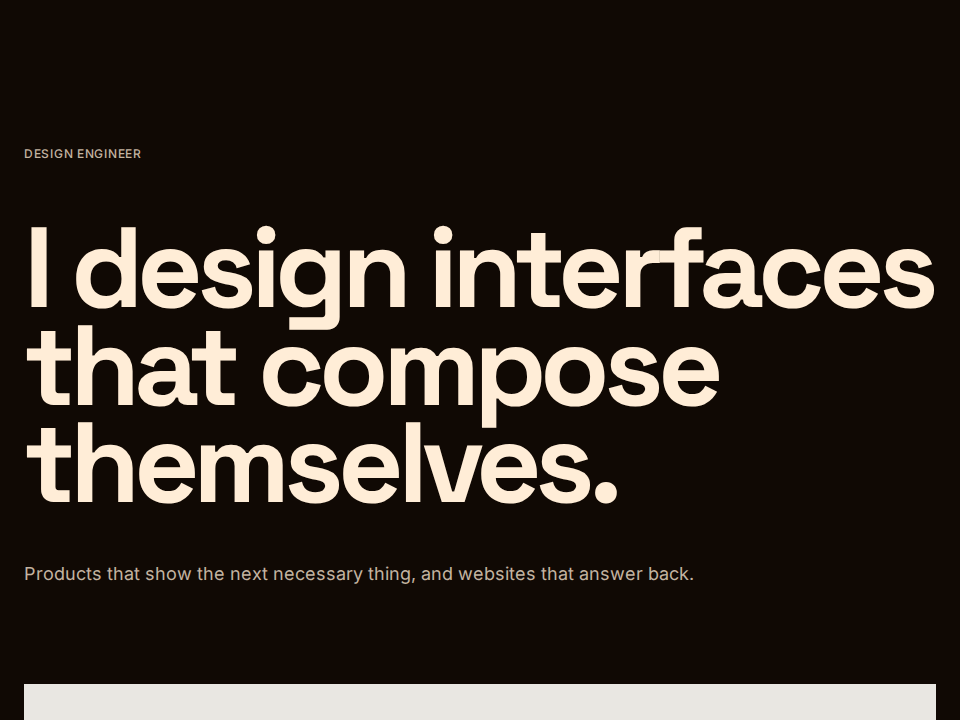 DESIGN ENGINEER
I design interfaces
that compose
themselves.
Products that show the next necessary thing, and websites that answer back.